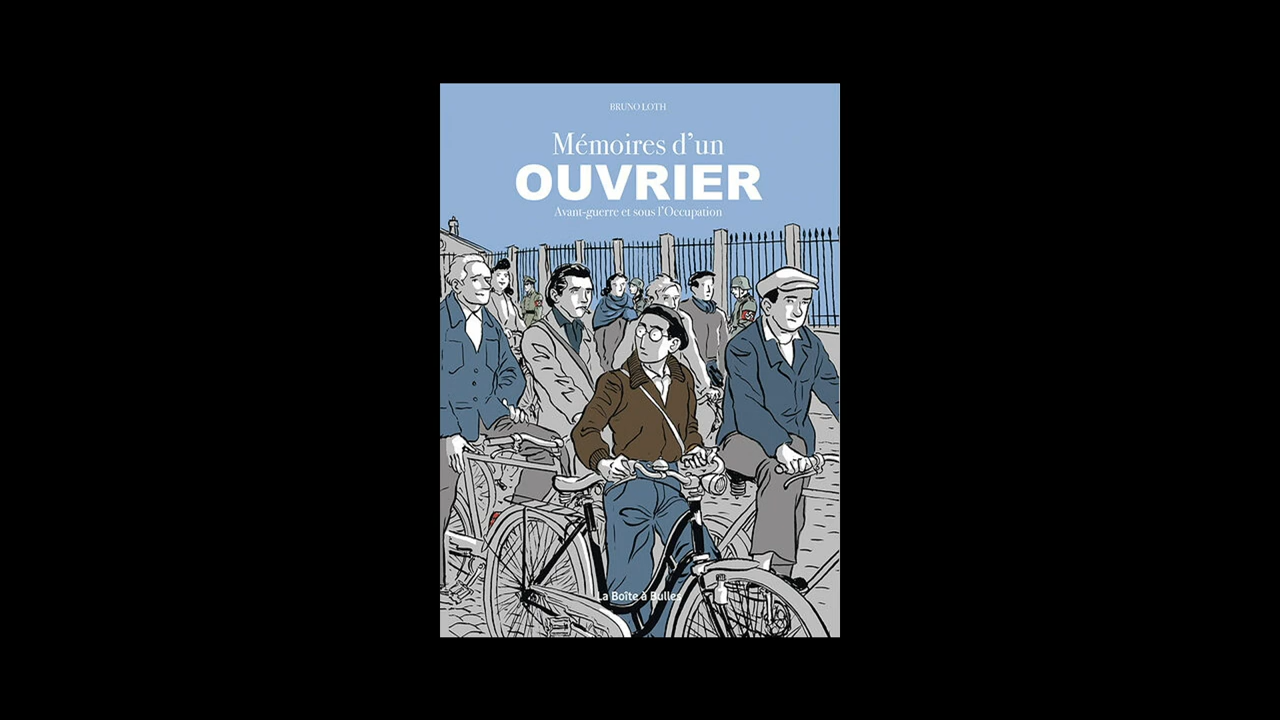 BRUNO LOTH
Mémoires d'un
OUVRIER
Avant-guerre et sous l'Occupation
La Boîte à Bulles